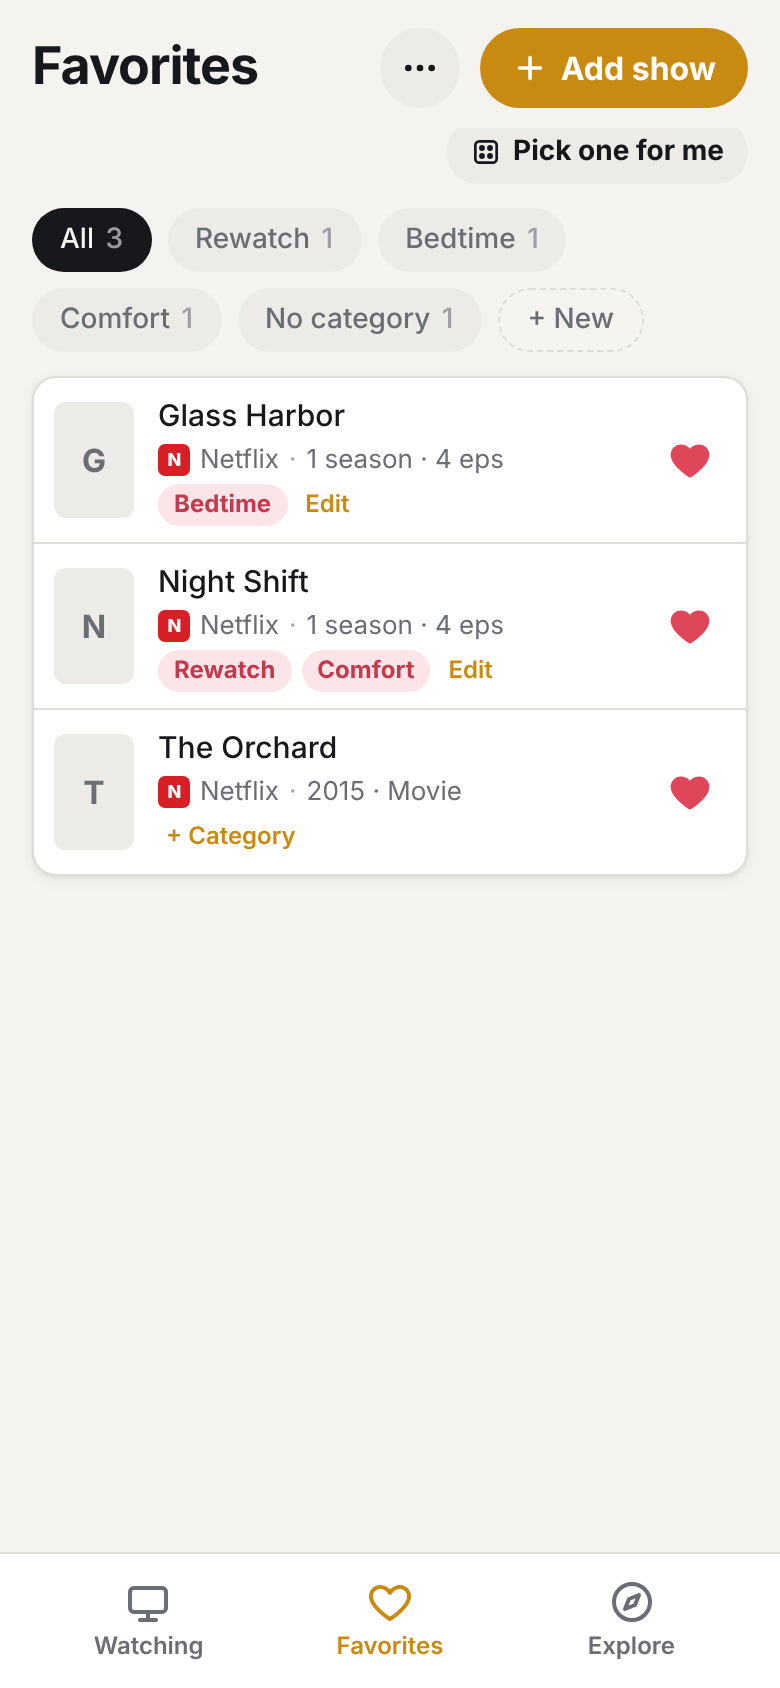 Favorites
••• + Add show
Pick one for me
All 3 Rewatch 1 Bedtime 1
Comfort 1 No category 1 + New
G
Glass Harbor
N Netflix · 1 season · 4 eps
Bedtime Edit
N
Night Shift
N Netflix · 1 season · 4 eps
Rewatch Comfort Edit
T
The Orchard
N Netflix · 2015 · Movie
+ Category
Watching Favorites Explore